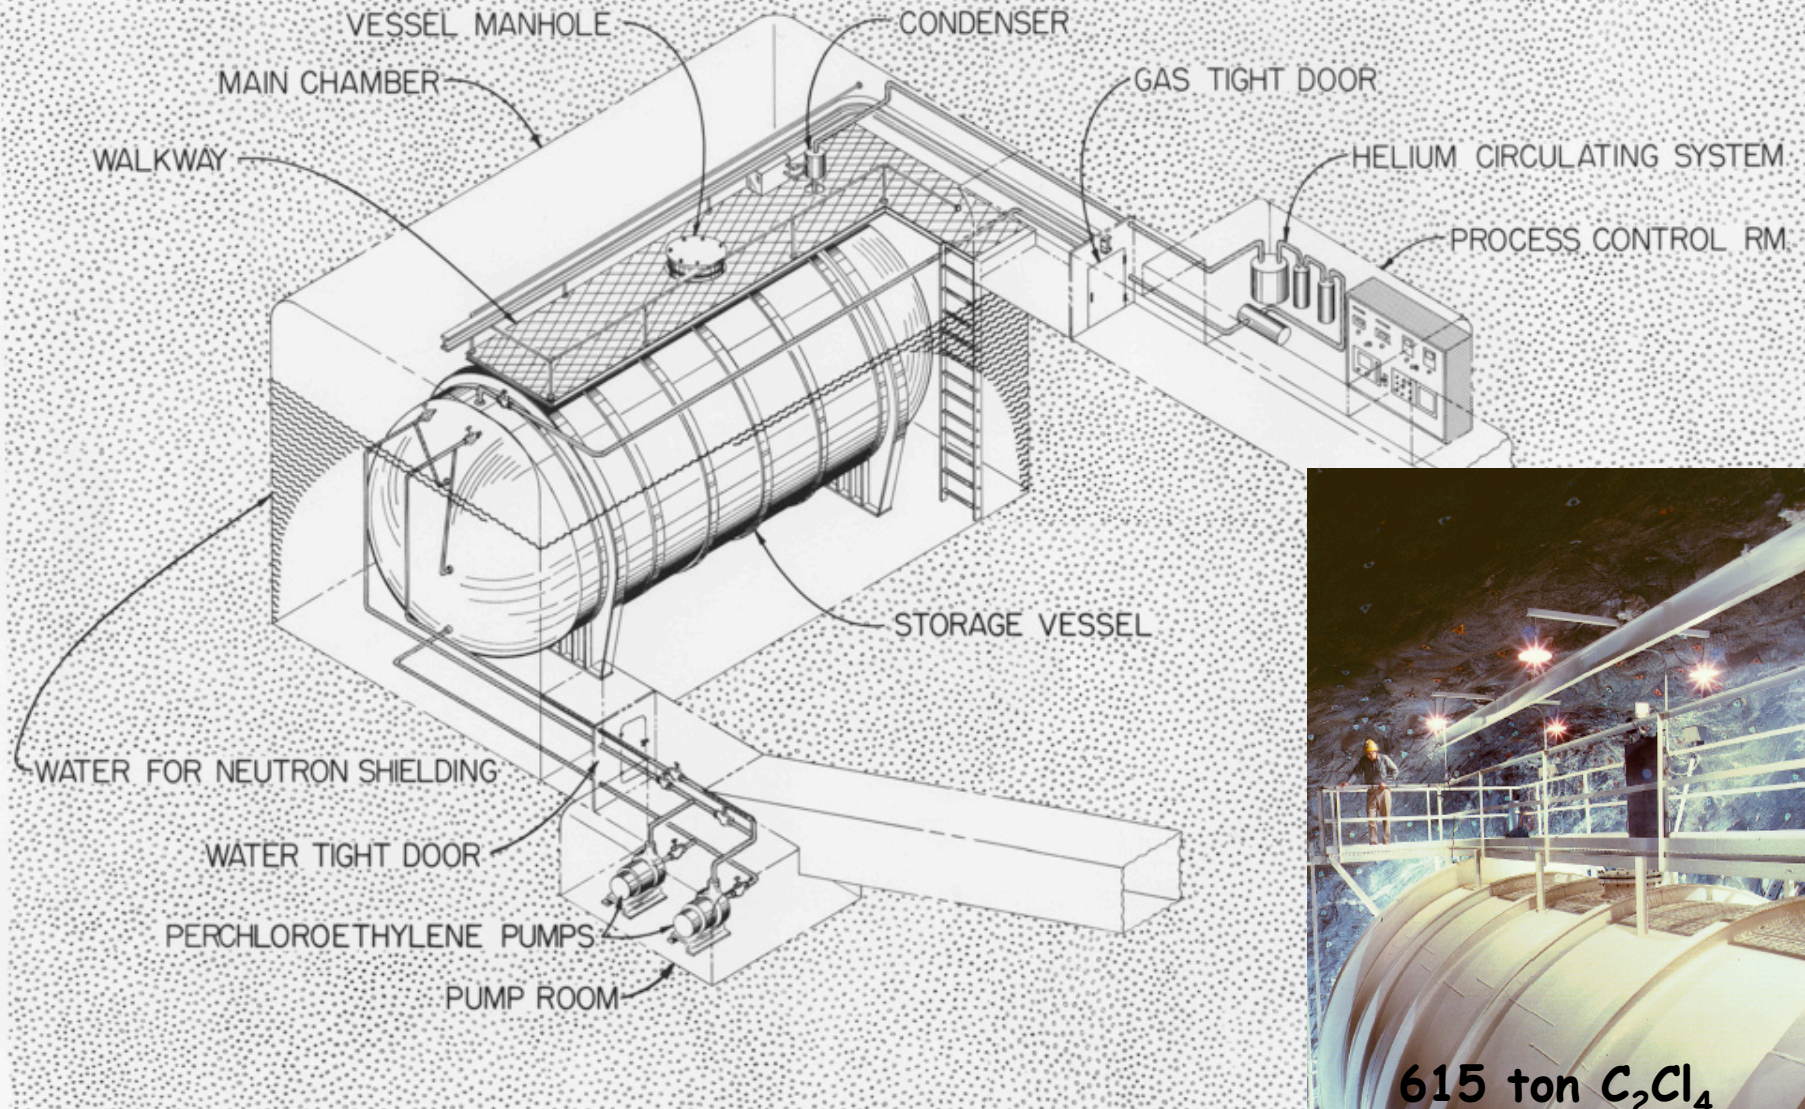 VESSEL MANHOLE
CONDENSER
MAIN CHAMBER
GAS TIGHT DOOR
WALKWAY
HELIUM CIRCULATING SYSTEM
PROCESS CONTROL RM.
STORAGE VESSEL
WATER FOR NEUTRON SHIELDING
WATER TIGHT DOOR
PERCHLOROETHYLENE PUMPS
PUMP ROOM
615 ton C₂Cl₄